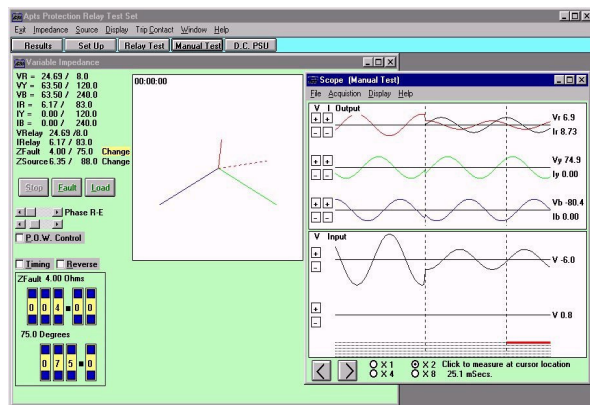 Apts Protection Relay Test Set
Exit Impedance Source Display Trip Contact Window Help
Results Set Up Relay Test Manual Test D.C. PSU
Variable Impedance
VR = 24.69 / 8.0
VY = 63.50 / 120.0
VB = 63.50 / 240.0
IR = 6.17 / 83.0
IY = 0.00 / 120.0
IB = 0.00 / 240.0
VRelay 24.69 /8.0
IRelay 6.17 / 83.0
ZFault 4.00 / 75.0 Change
ZSource 6.35 / 88.0 Change
Stop Fault Load
Phase R-E
P.O.W. Control
Timing Reverse
ZFault 4.00 Ohms
0 0 4 . 0 0
75.0 Degrees
0 7 5 . 0
00:00:00
Scope (Manual Test)
File Acquistion Display Help
V I Output
Vr 6.9
Ir 8.73
Vy 74.9
Iy 0.00
Vb -80.4
Ib 0.00
V Input
V -6.0
V 0.8
X 1 X 2 Click to measure at cursor location
X 4 X 8 25.1 mSecs.